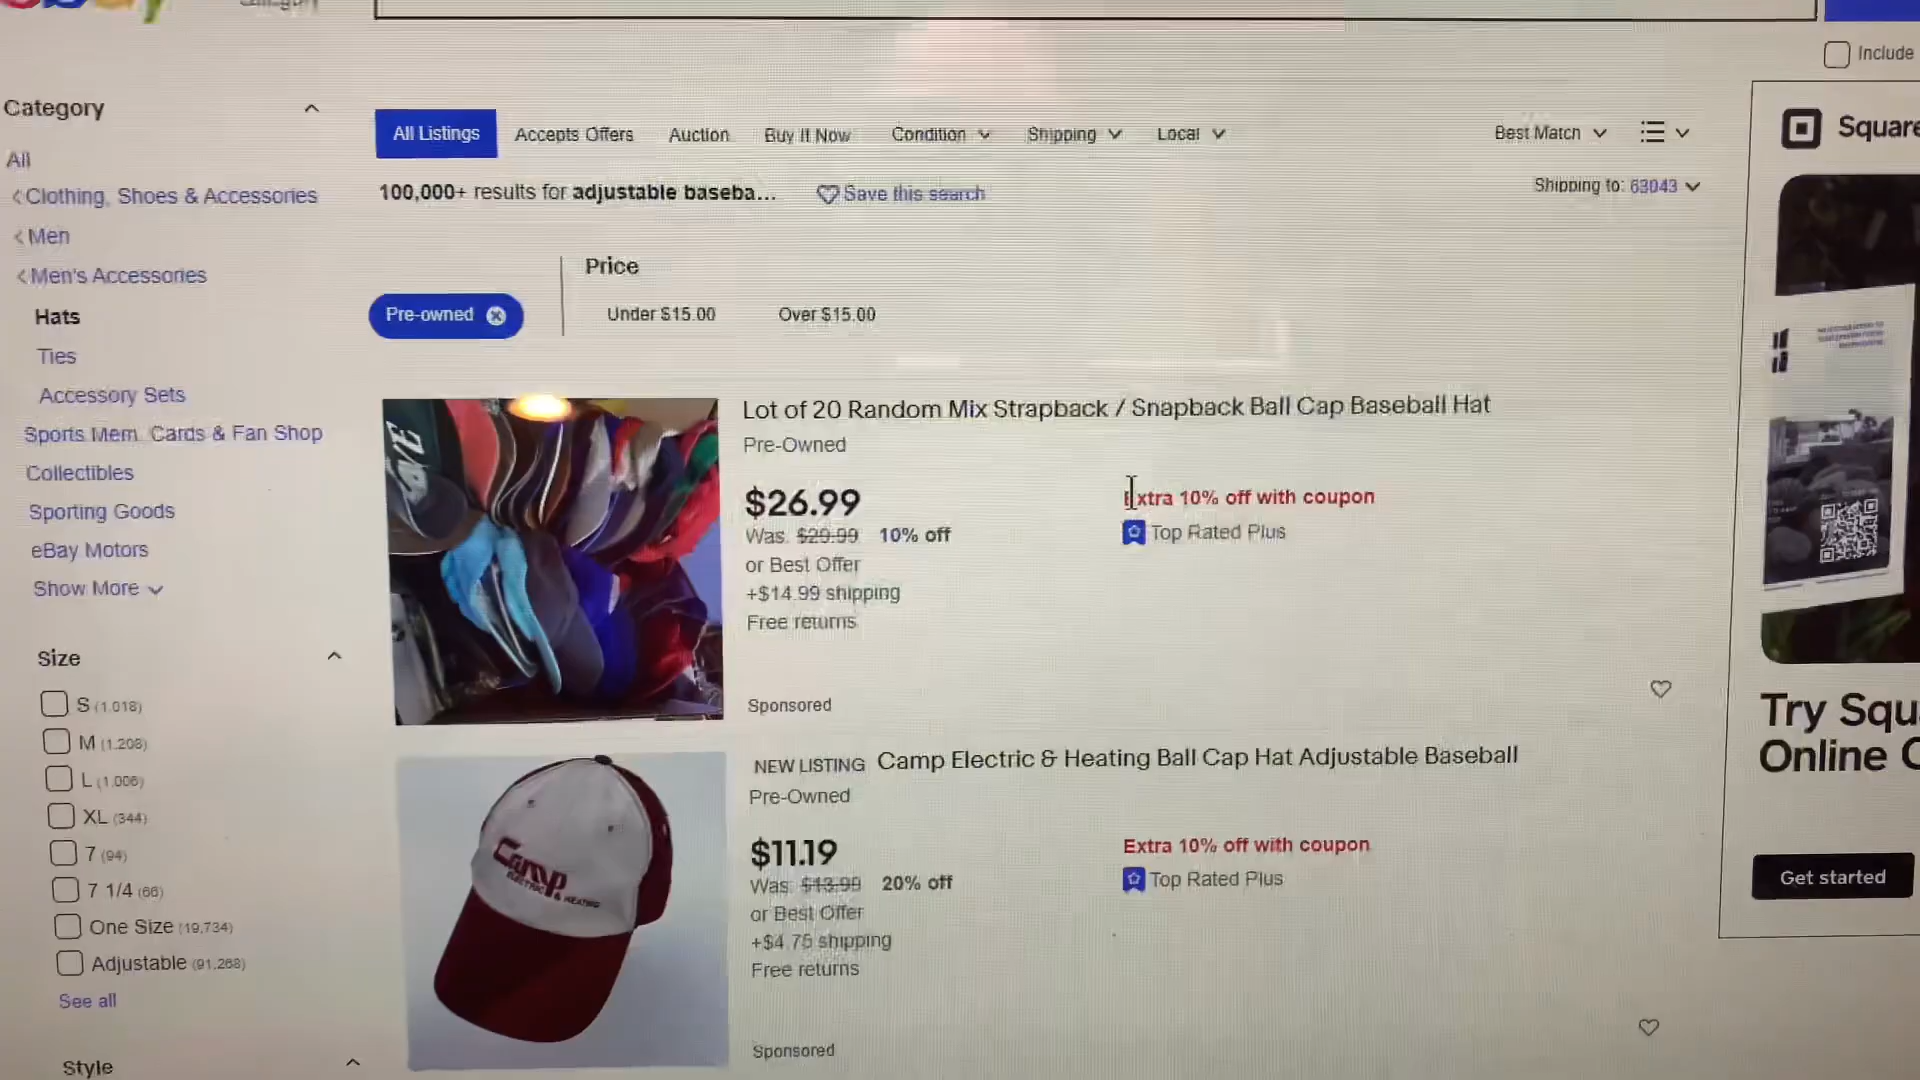 Include
Category
All Listings
Accepts Offers
Auction
Buy It Now
Condition
Shipping
Local
Best Match
Square
All
Clothing, Shoes & Accessories
100,000+ results for adjustable baseba...
Save this search
Shipping to: 63043
Men
Men's Accessories
Price
Hats
Pre-owned
Under $15.00
Over $15.00
Ties
Accessory Sets
Sports Mem, Cards & Fan Shop
Collectibles
Sporting Goods
eBay Motors
Show More
Lot of 20 Random Mix Strapback / Snapback Ball Cap Baseball Hat
Pre-Owned
$26.99
Extra 10% off with coupon
Was: $29.99 10% off
Top Rated Plus
or Best Offer
+$14.99 shipping
Free returns
Sponsored
Size
S (1,018)
M (1,208)
L (1,006)
XL (344)
7 (94)
7 1/4 (66)
One Size (19,734)
Adjustable (91,268)
See all
Style
NEW LISTING Camp Electric & Heating Ball Cap Hat Adjustable Baseball
Pre-Owned
Camp
ELECTRIC & HEATING
$11.19
Extra 10% off with coupon
Was: $13.99 20% off
Top Rated Plus
or Best Offer
+$4.75 shipping
Free returns
Sponsored
Try Squ
Online C
Get started